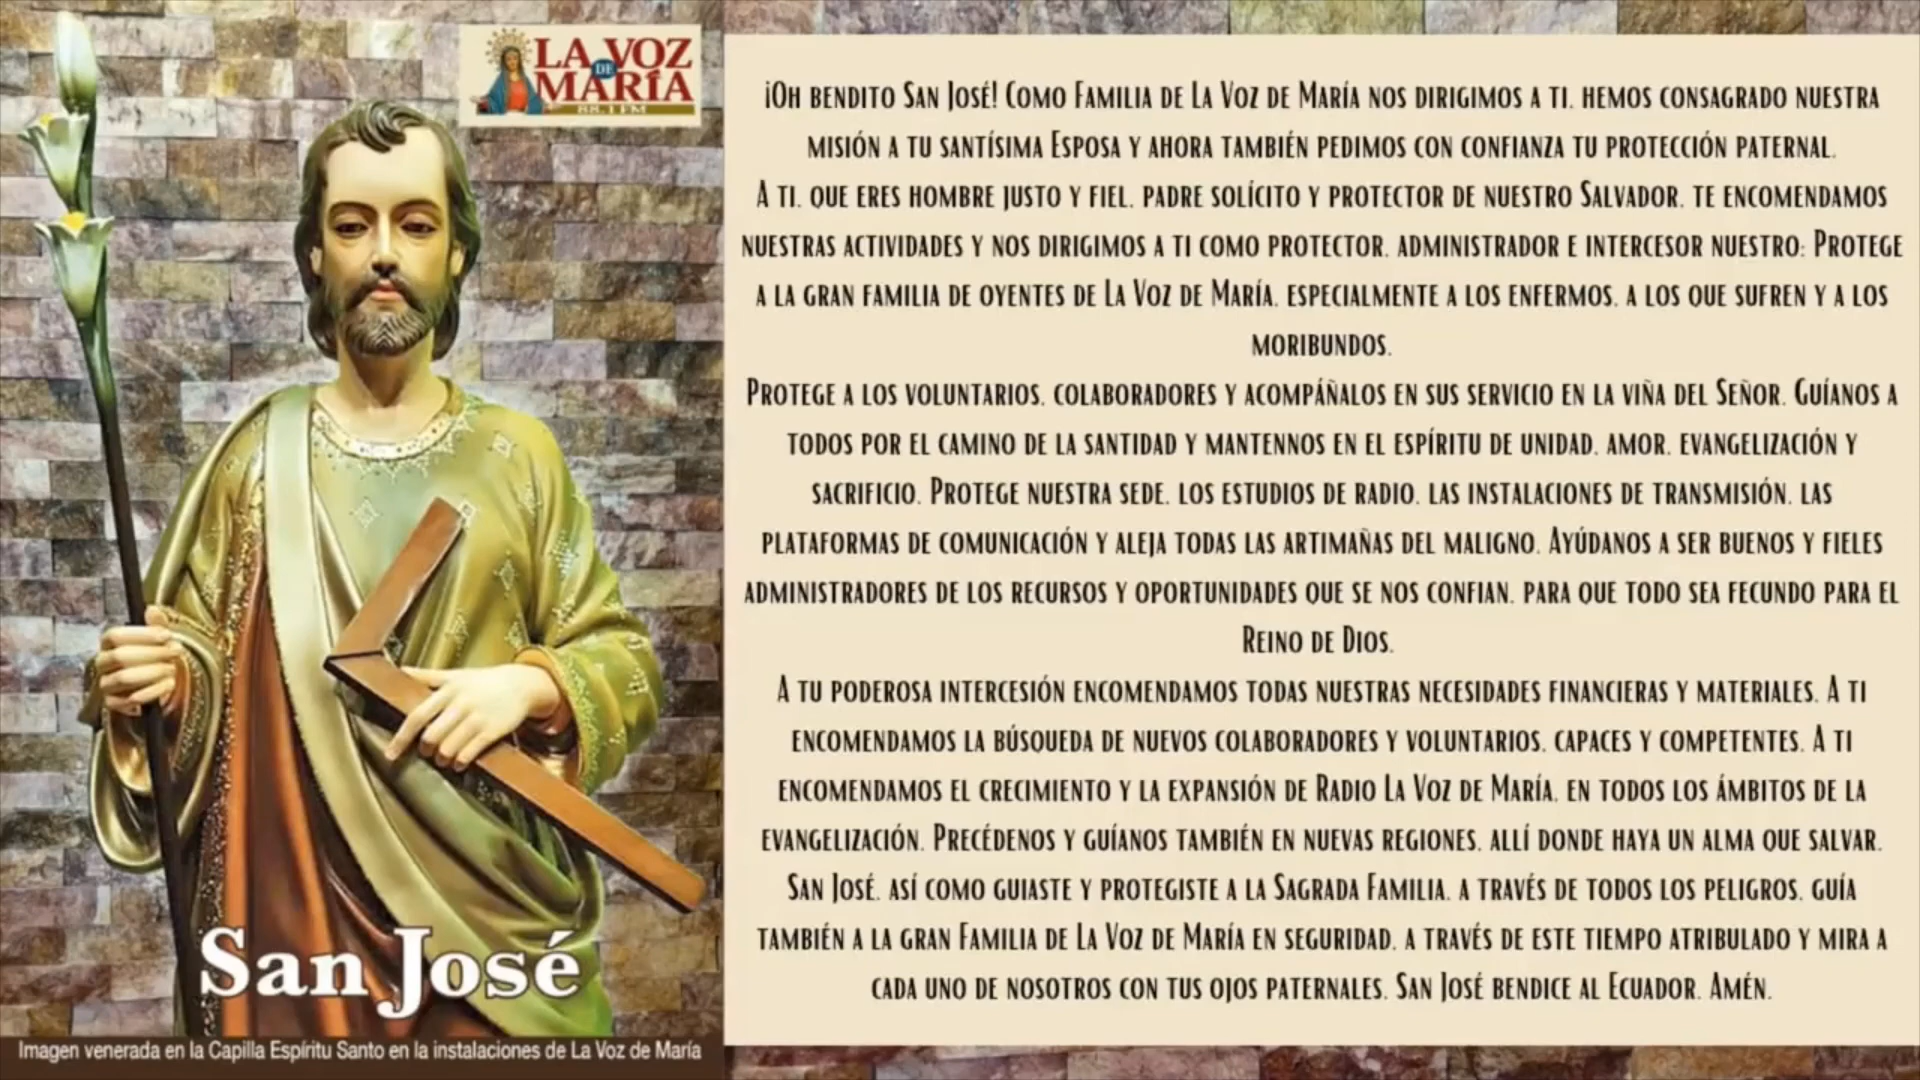 LA VOZ
DE
MARÍA
88.1 FM
¡Oh bendito San José! Como Familia de La Voz de María nos dirigimos a ti, hemos consagrado nuestra
misión a tu santísima Esposa y ahora también pedimos con confianza tu protección paternal.
A ti, que eres hombre justo y fiel, padre solícito y protector de nuestro Salvador, te encomendamos
nuestras actividades y nos dirigimos a ti como protector, administrador e intercesor nuestro: Protege
a la gran familia de oyentes de La Voz de María, especialmente a los enfermos, a los que sufren y a los
moribundos.
Protege a los voluntarios, colaboradores y acompáñalos en sus servicio en la viña del Señor. Guíanos a
todos por el camino de la santidad y mantennos en el espíritu de unidad, amor, evangelización y
sacrificio. Protege nuestra sede, los estudios de radio, las instalaciones de transmisión, las
plataformas de comunicación y aleja todas las artimañas del maligno. Ayúdanos a ser buenos y fieles
administradores de los recursos y oportunidades que se nos confian, para que todo sea fecundo para el
Reino de Dios.
A tu poderosa intercesión encomendamos todas nuestras necesidades financieras y materiales. A ti
encomendamos la búsqueda de nuevos colaboradores y voluntarios, capaces y competentes. A ti
encomendamos el crecimiento y la expansión de Radio La Voz de María, en todos los ámbitos de la
evangelización. Precédenos y guíanos también en nuevas regiones, allí donde haya un alma que salvar.
San José, así como guiaste y protegiste a la Sagrada Familia, a través de todos los peligros, guía
también a la gran Familia de La Voz de María en seguridad, a través de este tiempo atribulado y mira a
cada uno de nosotros con tus ojos paternales. San José bendice al Ecuador. Amén.
San José
Imagen venerada en la Capilla Espíritu Santo en la instalaciones de La Voz de María